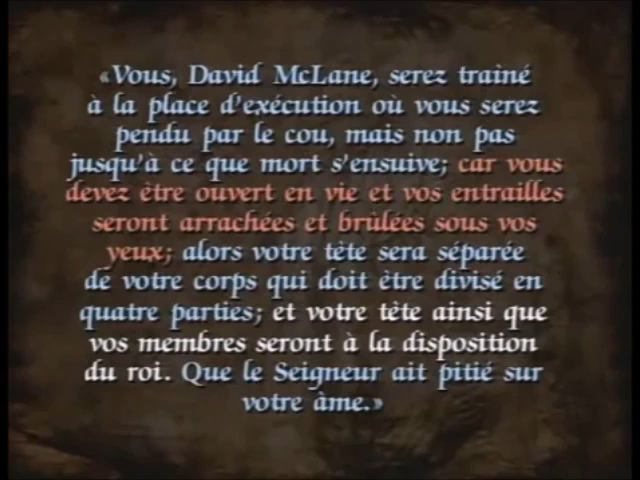 «Vous, David McLane, serez traîné
à la place d'exécution où vous serez
pendu par le cou, mais non pas
jusqu'à ce que mort s'ensuive; car vous
devez être ouvert en vie et vos entrailles
seront arrachées et brûlées sous vos
yeux; alors votre tête sera séparée
de votre corps qui doit être divisé en
quatre parties; et votre tête ainsi que
vos membres seront à la disposition
du roi. Que le Seigneur ait pitié sur
votre âme.»